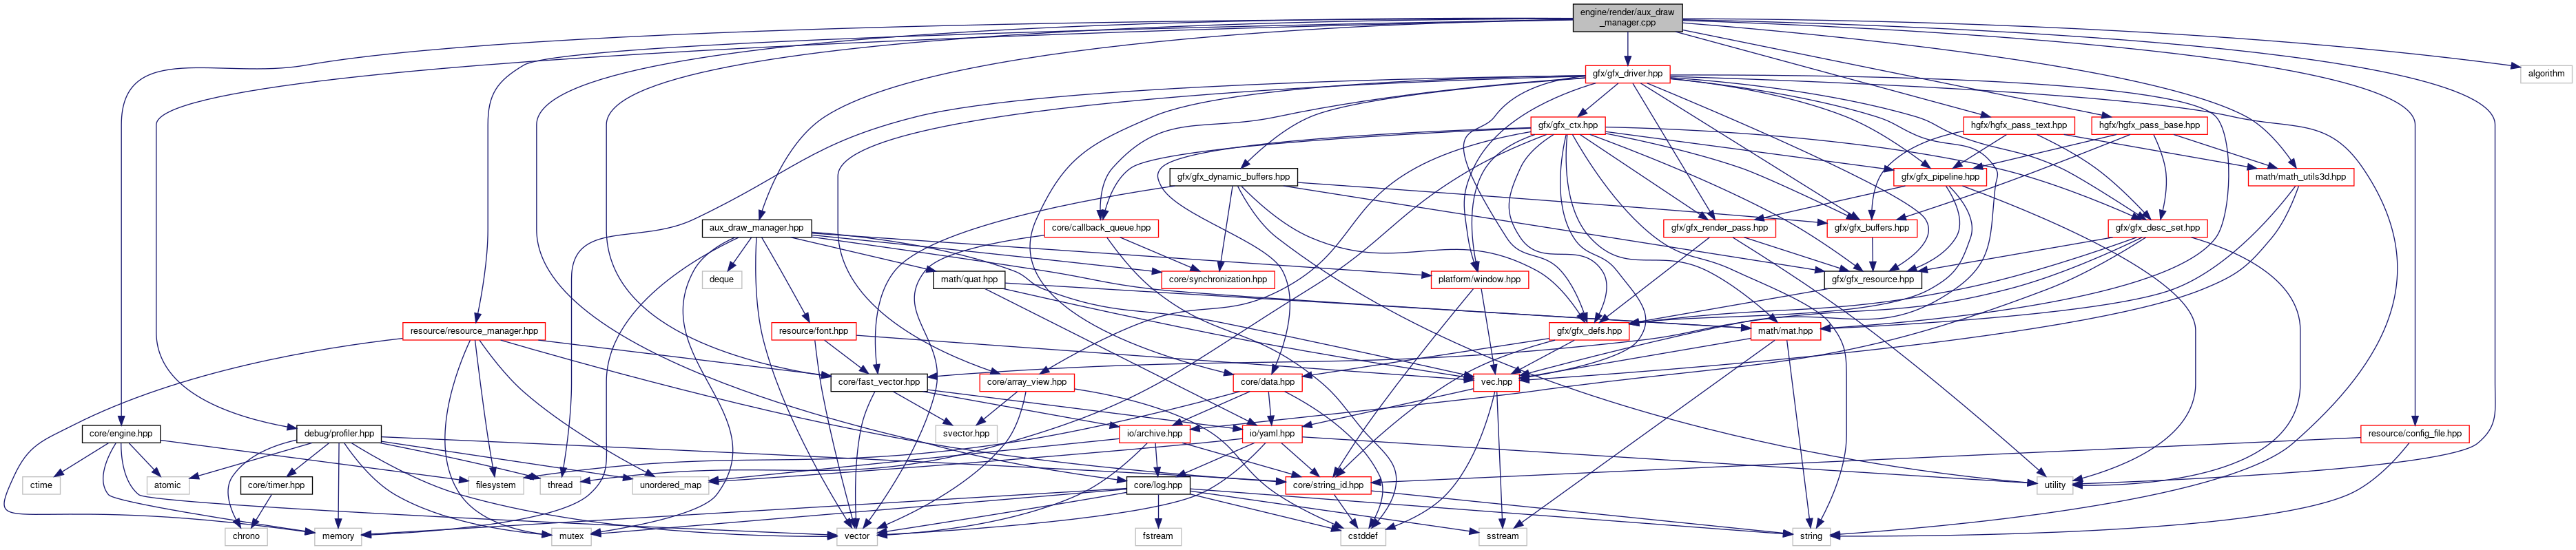 engine/render/aux_draw
_manager.cpp
gfx/gfx_driver.hpp
algorithm
gfx/gfx_ctx.hpp
hgfx/hgfx_pass_text.hpp
hgfx/hgfx_pass_base.hpp
gfx/gfx_dynamic_buffers.hpp
gfx/gfx_pipeline.hpp
math/math_utils3d.hpp
aux_draw_manager.hpp
core/callback_queue.hpp
gfx/gfx_render_pass.hpp
gfx/gfx_buffers.hpp
gfx/gfx_desc_set.hpp
deque
math/quat.hpp
core/synchronization.hpp
platform/window.hpp
gfx/gfx_resource.hpp
resource/resource_manager.hpp
resource/font.hpp
gfx/gfx_defs.hpp
math/mat.hpp
core/fast_vector.hpp
core/array_view.hpp
core/data.hpp
vec.hpp
core/engine.hpp
debug/profiler.hpp
svector.hpp
io/archive.hpp
io/yaml.hpp
resource/config_file.hpp
ctime
atomic
core/timer.hpp
filesystem
thread
unordered_map
core/log.hpp
core/string_id.hpp
utility
chrono
memory
mutex
vector
fstream
cstddef
sstream
string